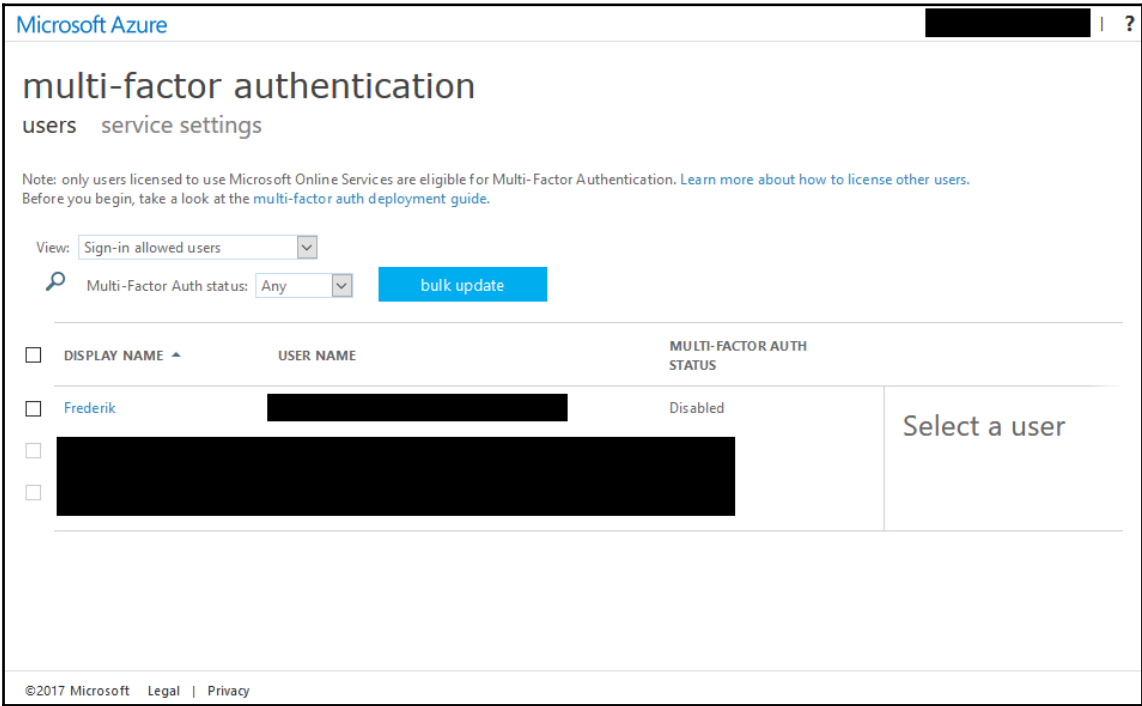 Microsoft Azure
| ?
multi-factor authentication
users service settings
Note: only users licensed to use Microsoft Online Services are eligible for Multi-Factor Authentication. Learn more about how to license other users.
Before you begin, take a look at the multi-factor auth deployment guide.
View: Sign-in allowed users
Multi-Factor Auth status: Any bulk update
DISPLAY NAME USER NAME MULTI-FACTOR AUTH
STATUS
Frederik Disabled
Select a user
©2017 Microsoft Legal | Privacy